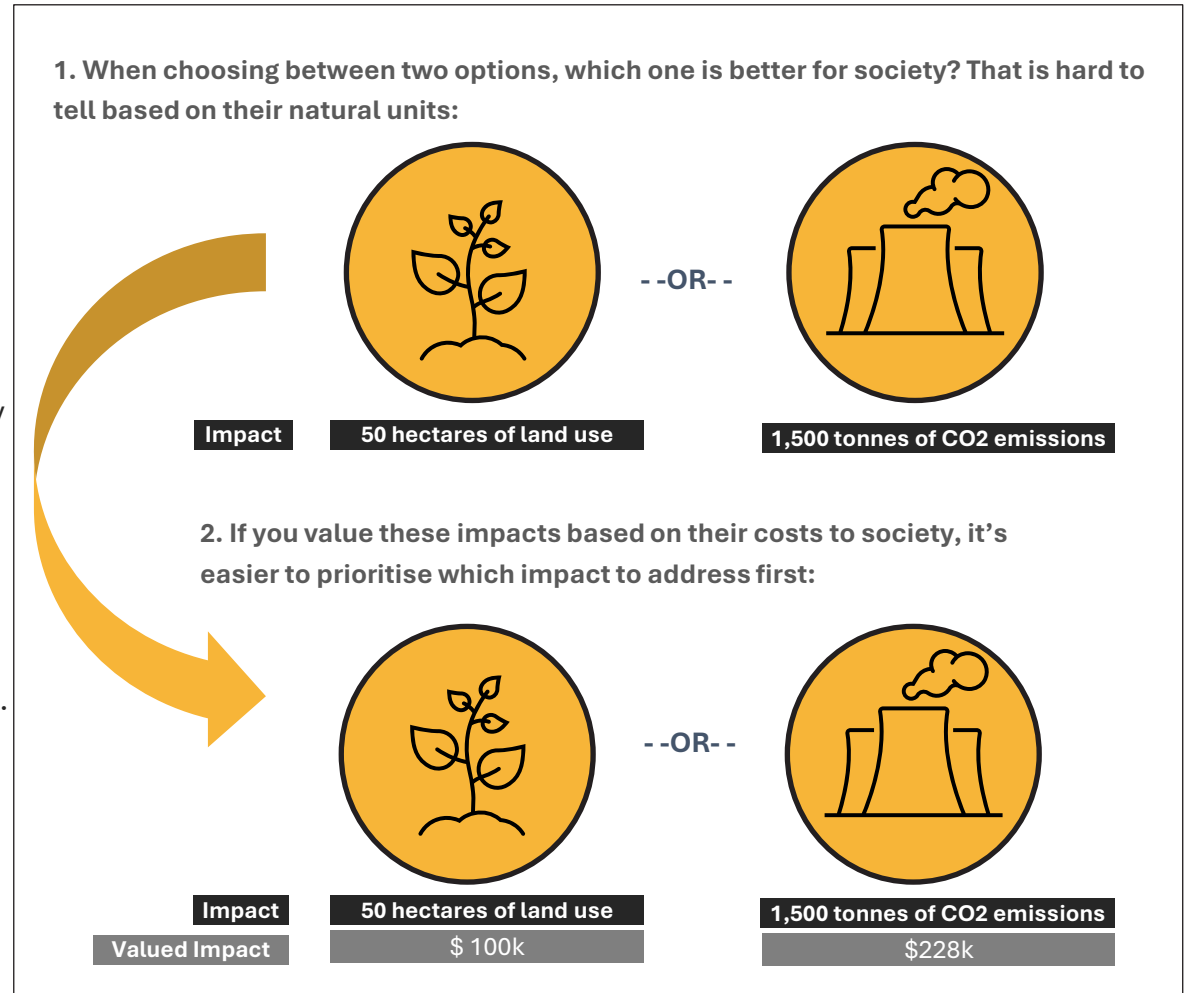 1. When choosing between two options, which one is better for society? That is hard to
tell based on their natural units:
- -OR- -
Impact
50 hectares of land use
1,500 tonnes of CO2 emissions
2. If you value these impacts based on their costs to society, it’s
easier to prioritise which impact to address first:
- -OR- -
Impact
50 hectares of land use
1,500 tonnes of CO2 emissions
Valued Impact
$ 100k
$228k